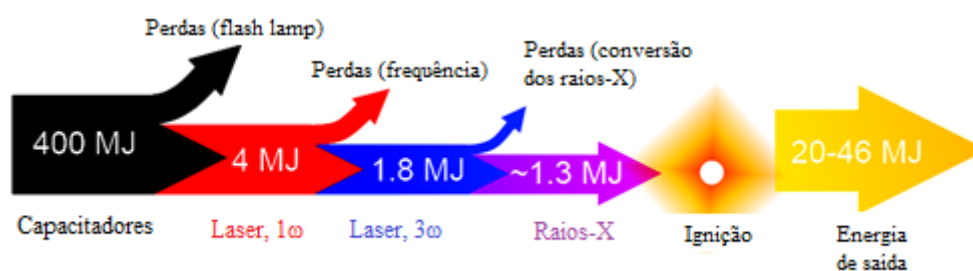 Perdas (flash lamp)
Perdas (frequência)
Perdas (conversão
dos raios-X)
400 MJ
4 MJ
1.8 MJ
~1.3 MJ
20-46 MJ
Capacitadores
Laser, 1ω
Laser, 3ω
Raios-X
Ignição
Energia
de saída